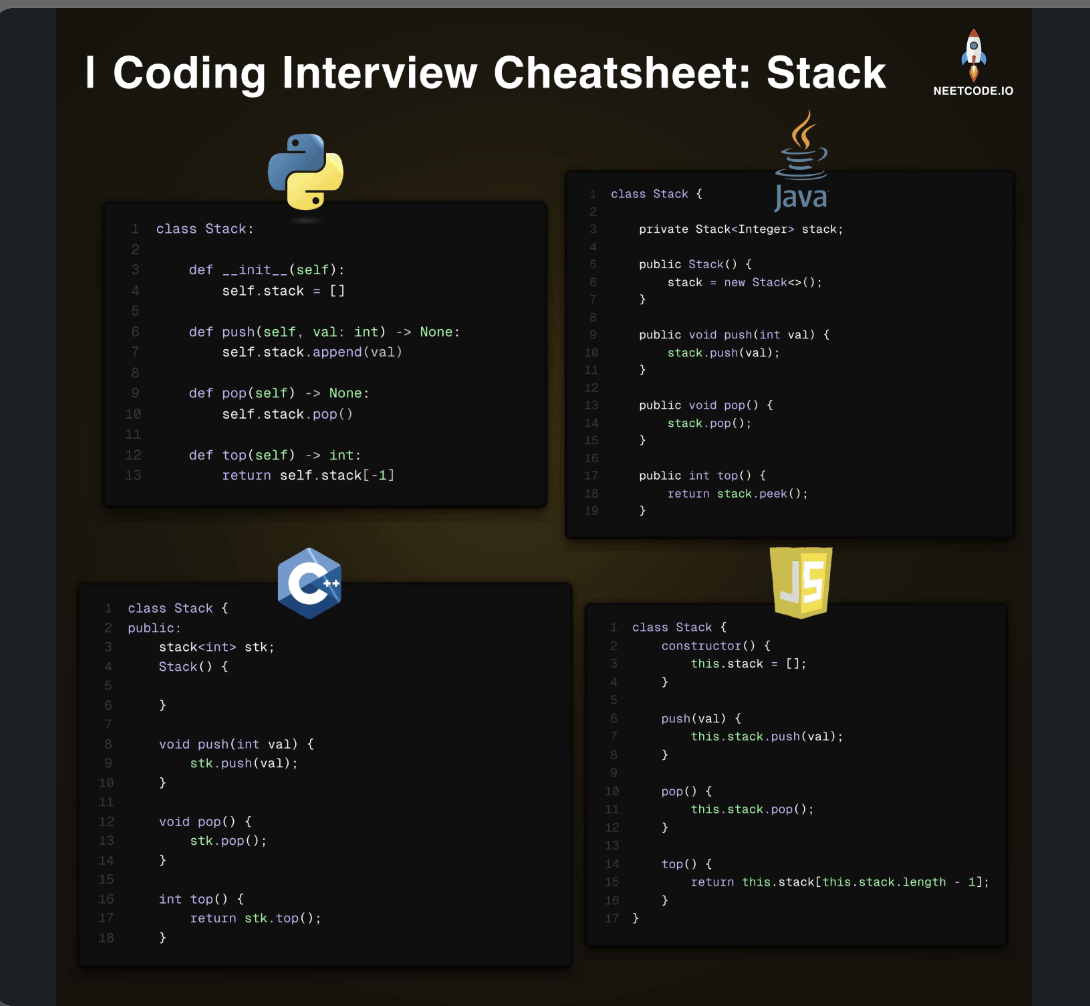 | Coding Interview Cheatsheet: Stack
NEETCODE.IO
1 class Stack:
2
3     def __init__(self):
4         self.stack = []
5
6     def push(self, val: int) -> None:
7         self.stack.append(val)
8
9     def pop(self) -> None:
10         self.stack.pop()
11
12     def top(self) -> int:
13         return self.stack[-1]
Java
1 class Stack {
2
3     private Stack<Integer> stack;
4
5     public Stack() {
6         stack = new Stack<>();
7     }
8
9     public void push(int val) {
10         stack.push(val);
11     }
12
13     public void pop() {
14         stack.pop();
15     }
16
17     public int top() {
18         return stack.peek();
19     }
C++
1 class Stack {
2 public:
3     stack<int> stk;
4     Stack() {
5
6     }
7
8     void push(int val) {
9         stk.push(val);
10     }
11
12     void pop() {
13         stk.pop();
14     }
15
16     int top() {
17         return stk.top();
18     }
JS
1 class Stack {
2     constructor() {
3         this.stack = [];
4     }
5
6     push(val) {
7         this.stack.push(val);
8     }
9
10     pop() {
11         this.stack.pop();
12     }
13
14     top() {
15         return this.stack[this.stack.length - 1];
16     }
17 }